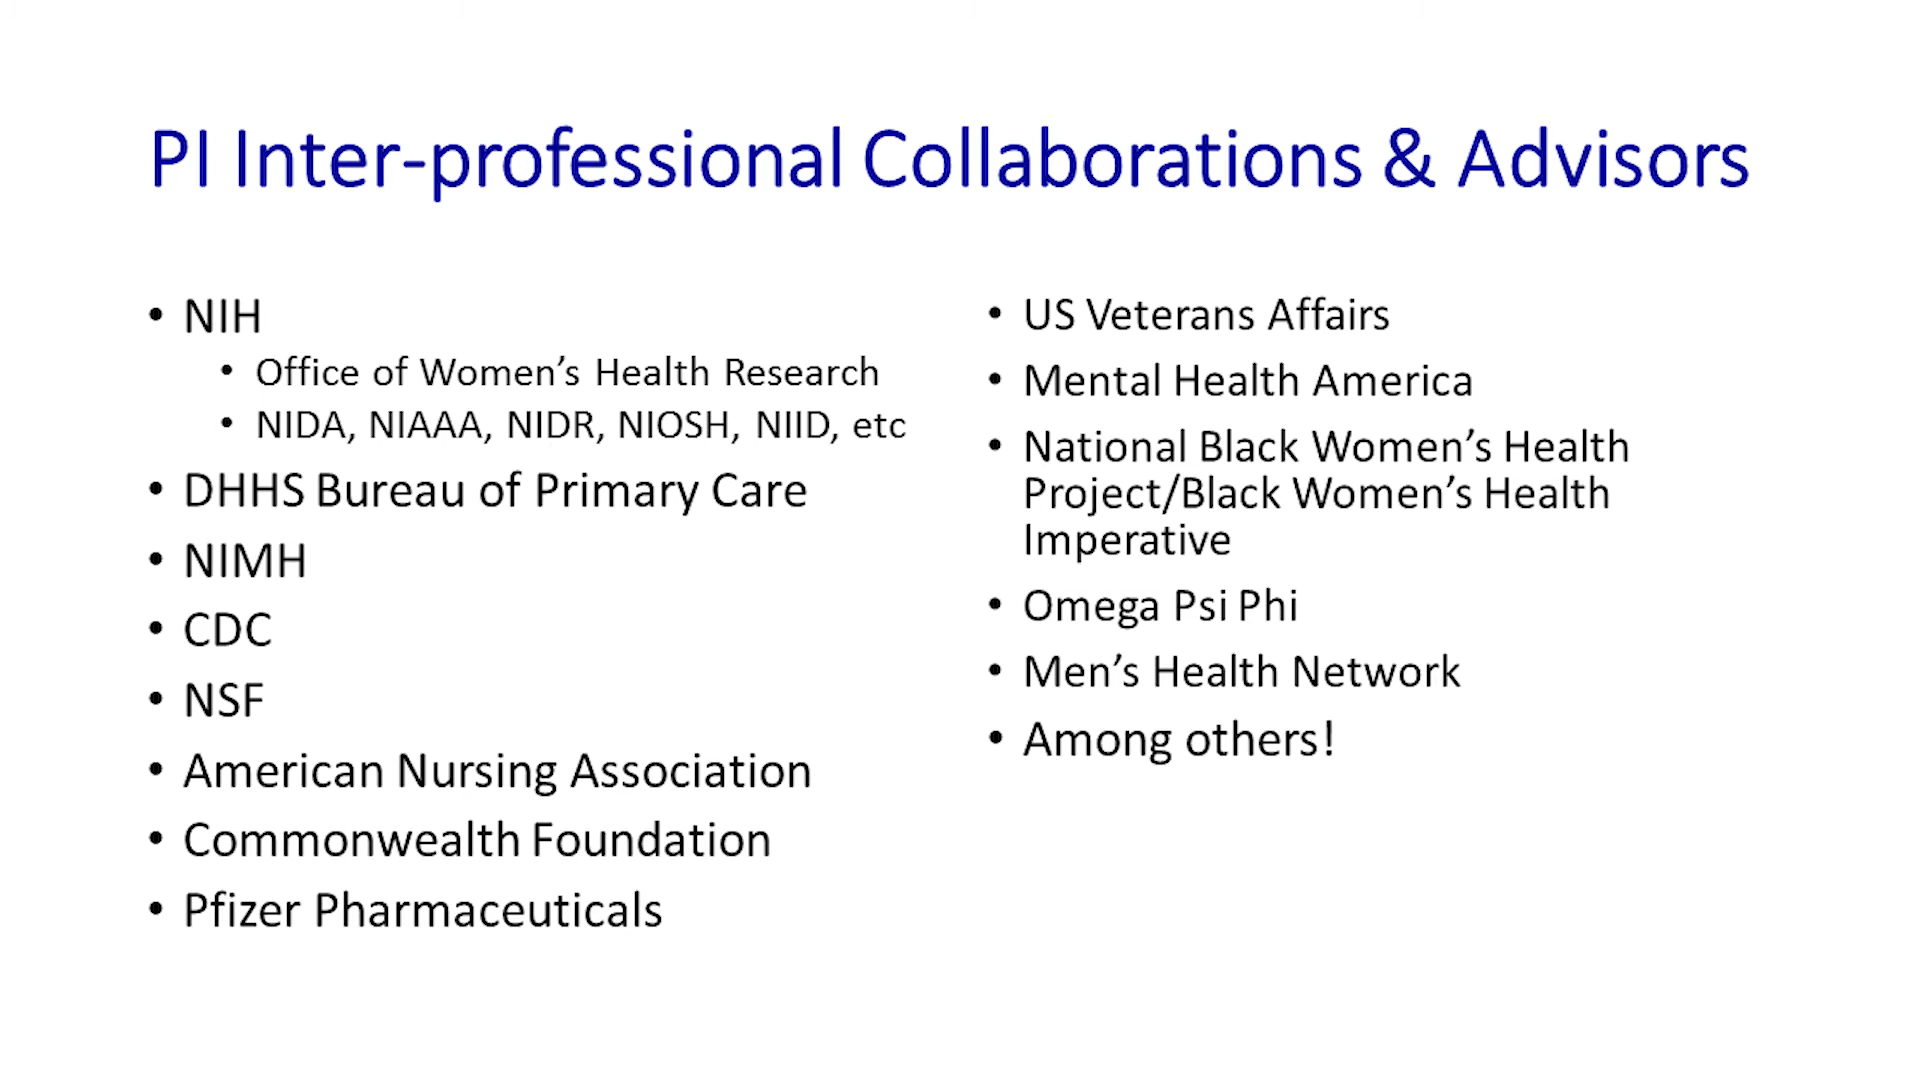 PI Inter-professional Collaborations & Advisors
• NIH
• Office of Women’s Health Research
• NIDA, NIAAA, NIDR, NIOSH, NIID, etc
• DHHS Bureau of Primary Care
• NIMH
• CDC
• NSF
• American Nursing Association
• Commonwealth Foundation
• Pfizer Pharmaceuticals
• US Veterans Affairs
• Mental Health America
• National Black Women’s Health
Project/Black Women’s Health
Imperative
• Omega Psi Phi
• Men’s Health Network
• Among others!